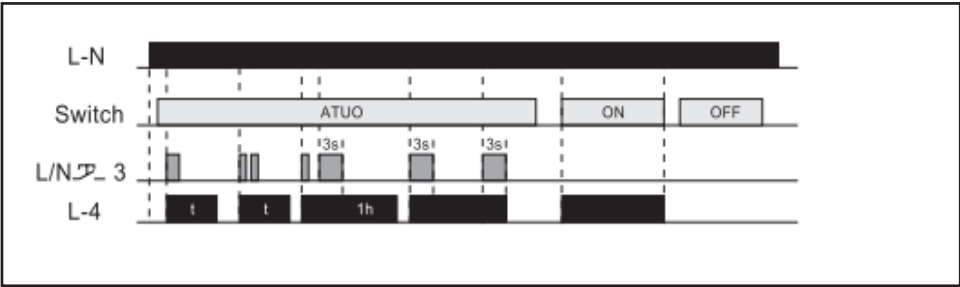 L-N
Switch ATUO ON OFF
3s 3s 3s
L/N 3
L-4 t t 1h